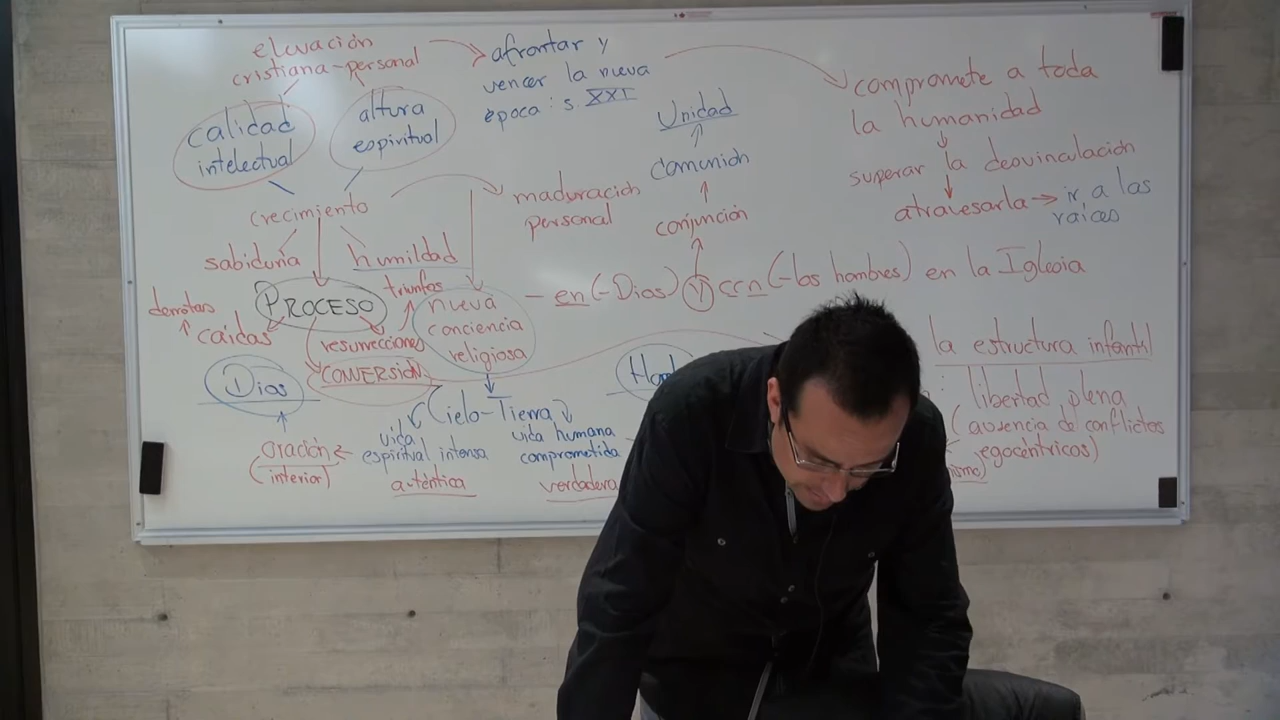 elevación
cristiana-personal
calidad
intelectual
altura
espiritual
afrontar y
vencer la nueva
época: s. XXI
compromete a toda
la humanidad
superar la desvinculación
atravesarla → ir a las
raíces
Unidad
comunión
conjunción
crecimiento
maduración
personal
sabiduría
humildad
PROCESO
derrotas
caídas
triunfos
resurrecciones
CONVERSIÓN
nueva
conciencia
religiosa
- en (-Dios) Y con (-los hombres) en la Iglesia
Dios
oración
(interior)
Cielo-Tierra
vida
espiritual intensa
auténtica
vida humana
comprometida
verdadera
la estructura infantil
: libertad plena
(ausencia de conflictos
egocéntricos)